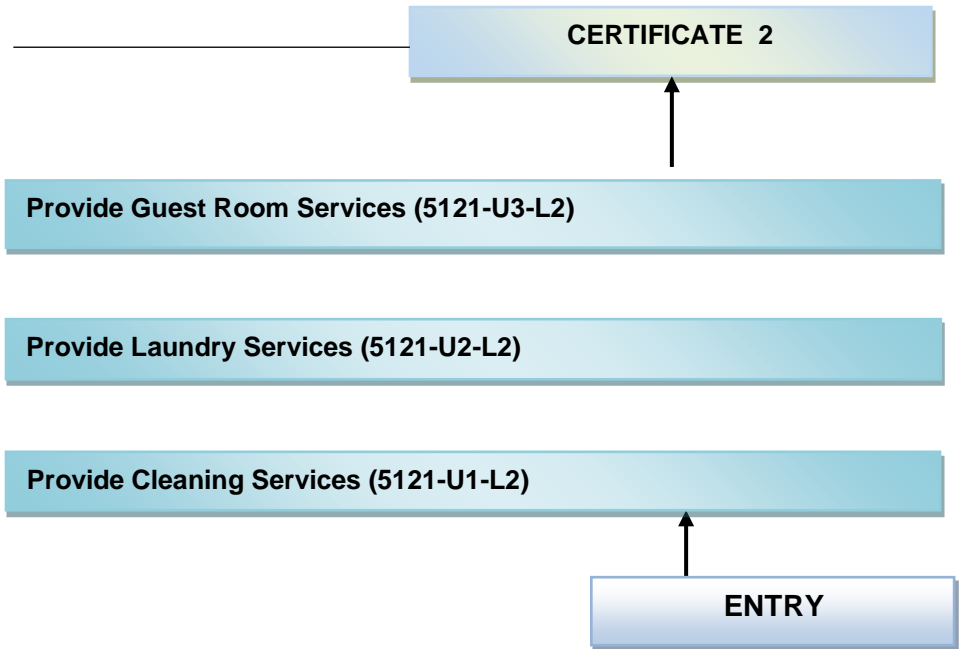 CERTIFICATE 2
Provide Guest Room Services (5121-U3-L2)
Provide Laundry Services (5121-U2-L2)
Provide Cleaning Services (5121-U1-L2)
ENTRY